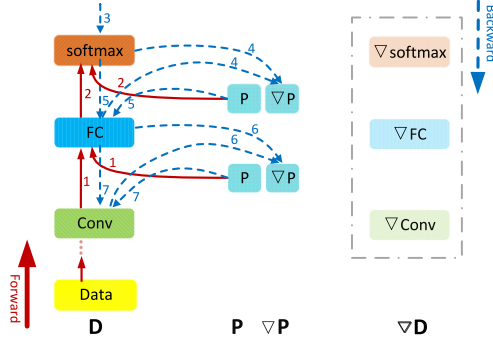 3
Backward
softmax
4
4
▽softmax
2
2
5
5
P
▽P
FC
6
6
▽FC
1
1
P
▽P
7
7
Conv
▽Conv
Forward
Data
D
P
▽P
▽D